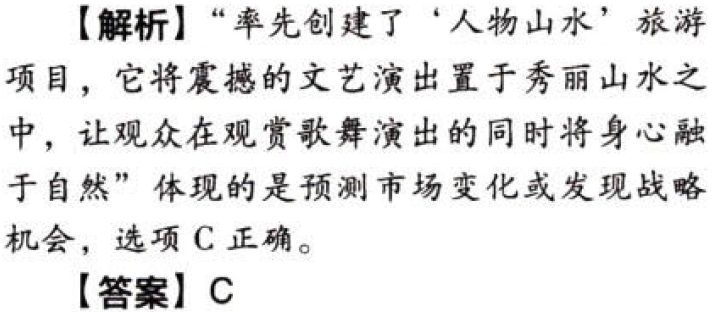 【解析】“率先创建了‘人物山水’旅游
项目，它将震撼的文艺演出置于秀丽山水之
中，让观众在观赏歌舞演出的同时将身心融
于自然”体现的是预测市场变化或发现战略
机会，选项C正确。
【答案】C